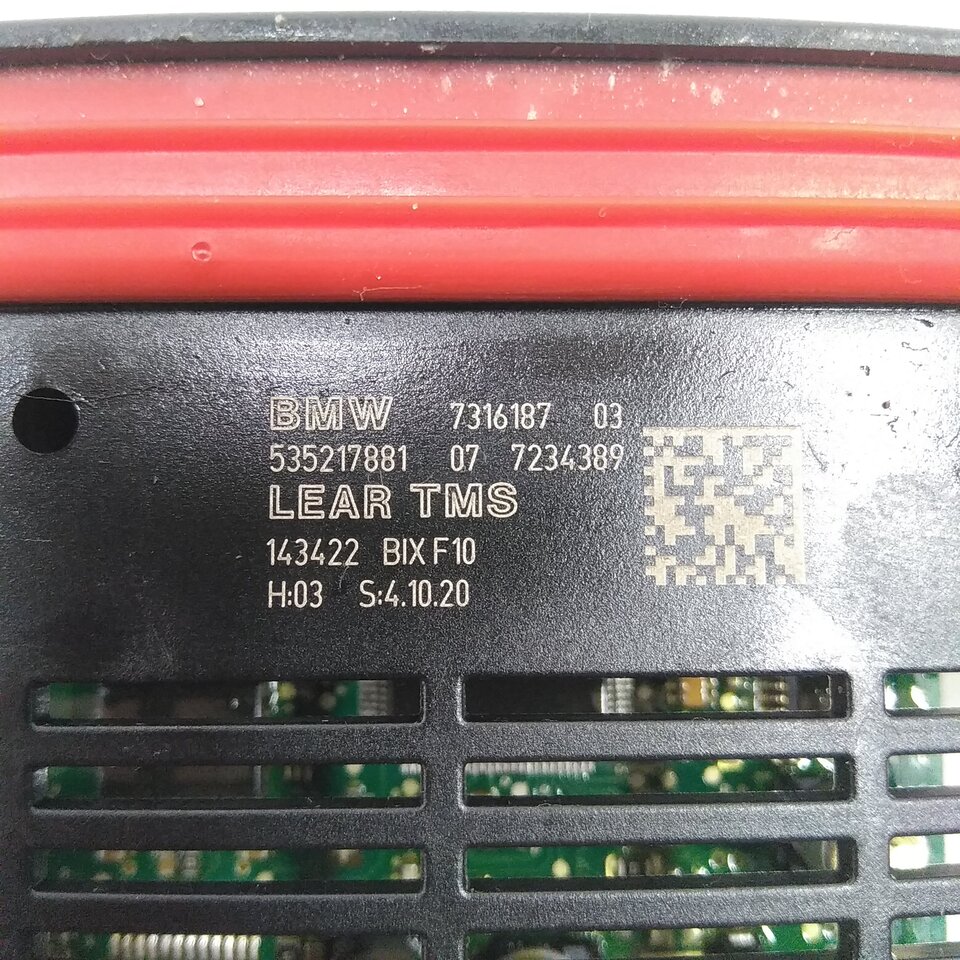 BMW 7316187 03
535217881 07 7234389
LEAR TMS
143422 BIX F10
H:03 S:4.10.20